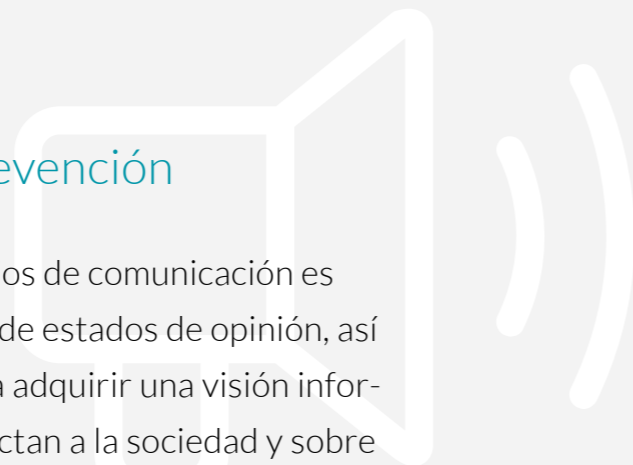 evención
os de comunicación es
de estados de opinión, así
a adquirir una visión infor-
ctan a la sociedad y sobre